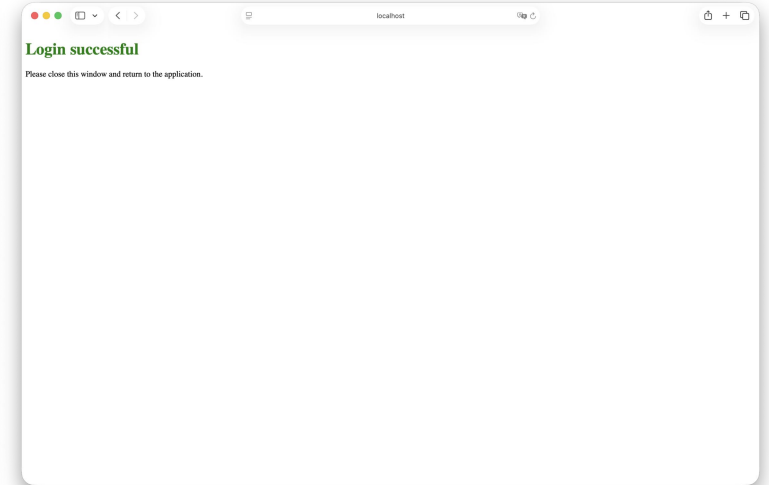 localhost
Login successful
Please close this window and return to the application.